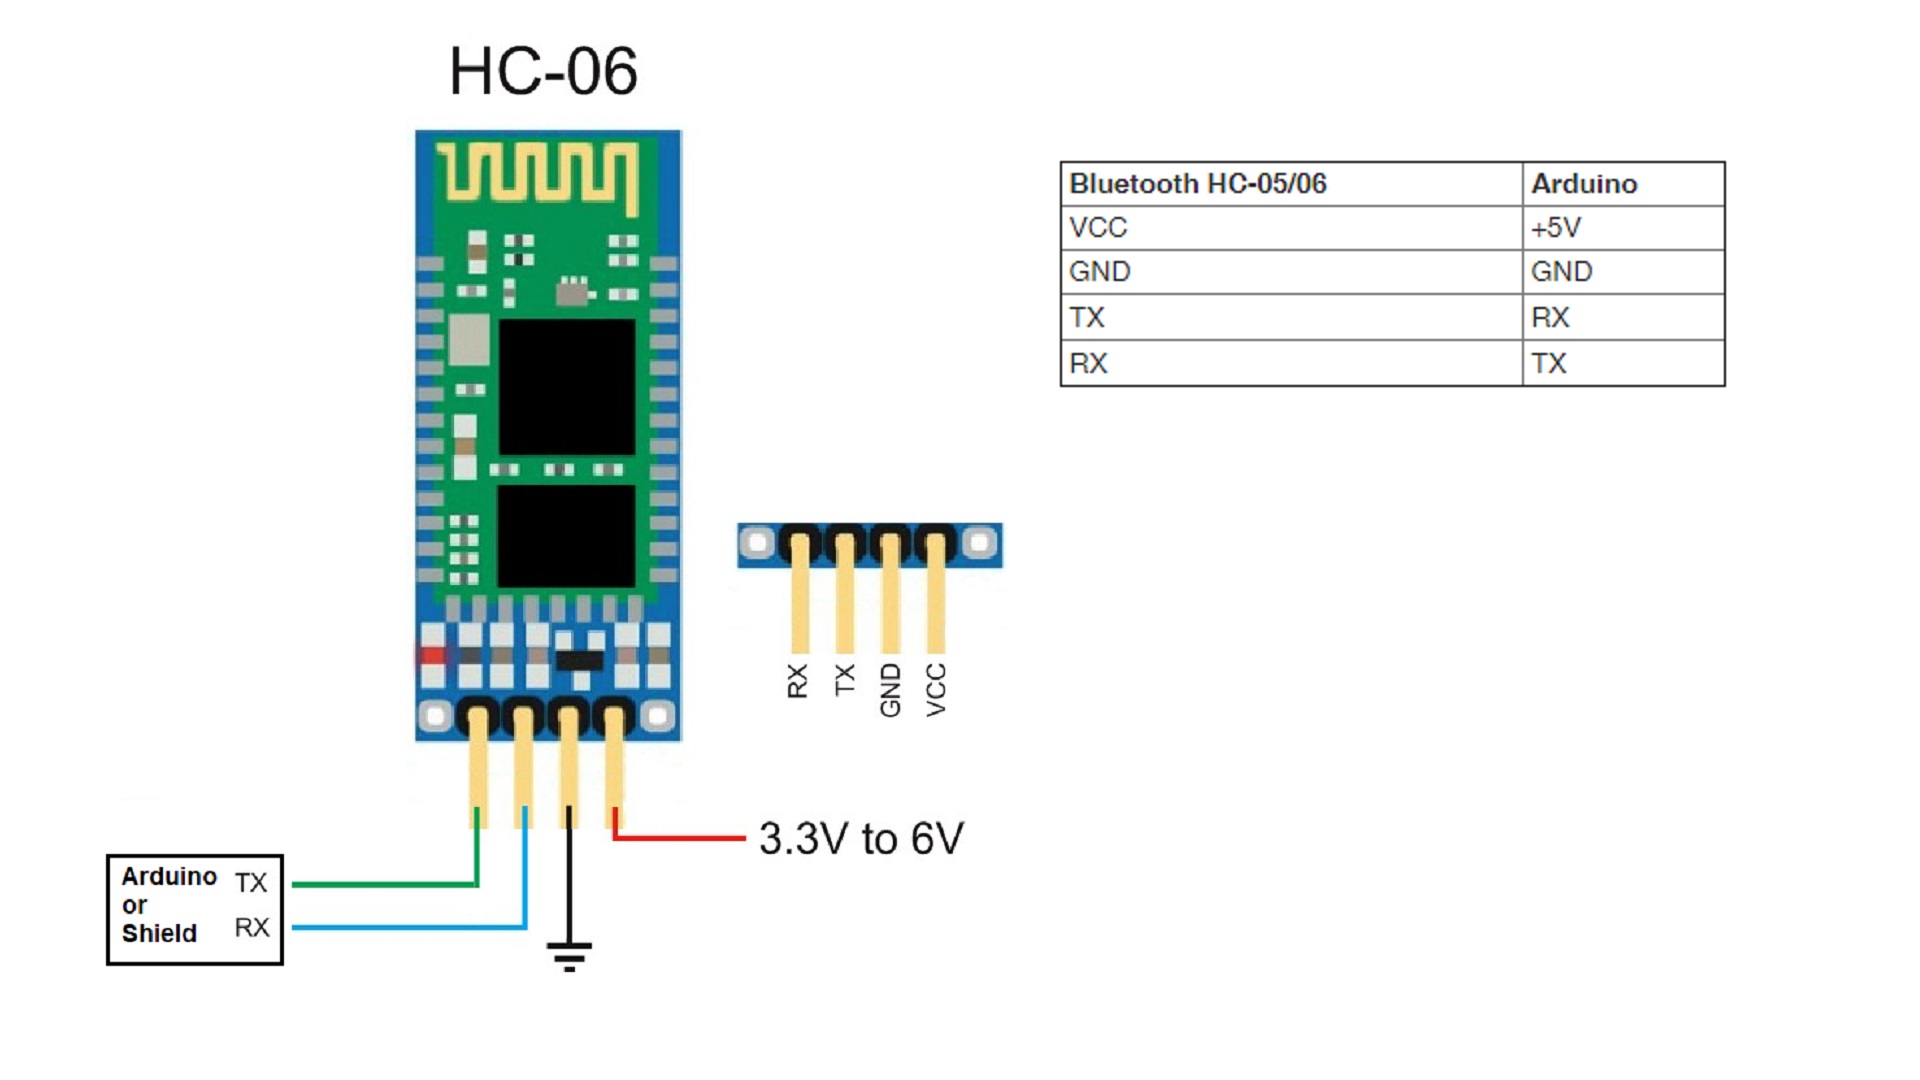 HC-06
Bluetooth HC-05/06 Arduino
VCC +5V
GND GND
TX RX
RX TX
RX TX GND VCC
3.3V to 6V
Arduino TX
or
Shield RX